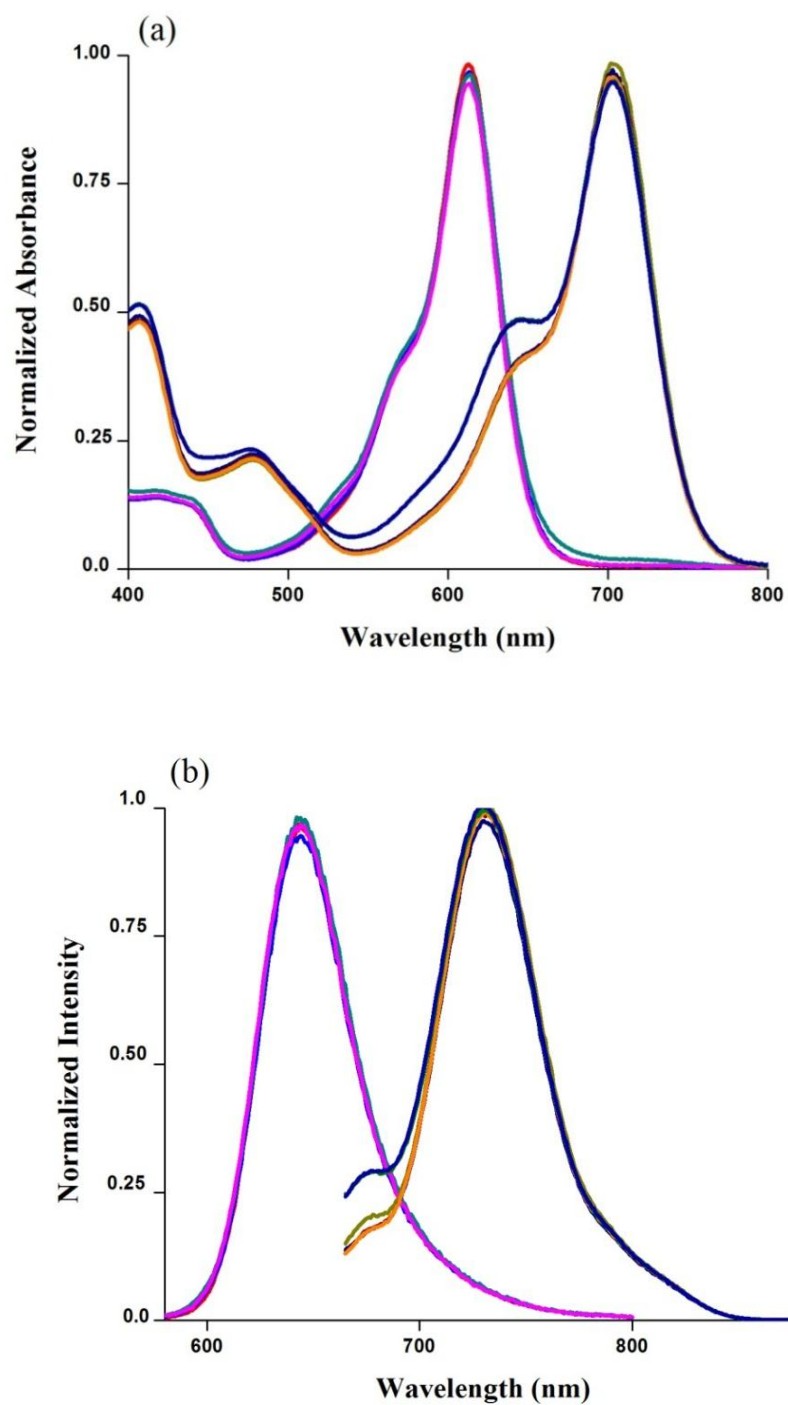 (a)
1.00
0.75
0.50
0.25
0.0
400 500 600 700 800
Normalized Absorbance
Wavelength (nm)
(b)
1.0
0.75
0.50
0.25
0.0
600 700 800
Normalized Intensity
Wavelength (nm)